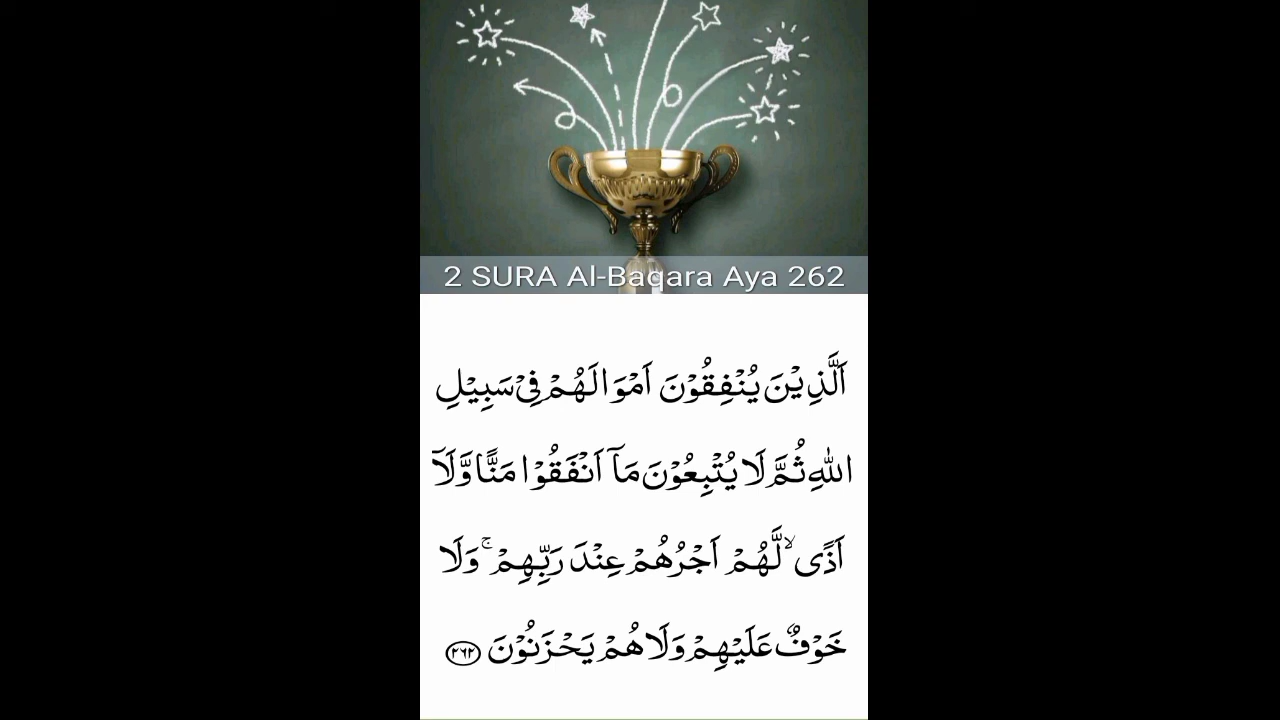 2 SURA Al-Baqara Aya 262
اَلَّذِيْنَ يُنْفِقُوْنَ اَمْوَالَهُمْ فِيْ سَبِيْلِ
اللّٰهِ ثُمَّ لَا يُتْبِعُوْنَ مَاۤ اَنْفَقُوْا مَنًّا وَّلَاۤ
اَذًىۙ لَّهُمْ اَجْرُهُمْ عِنْدَ رَبِّهِمْۚ وَلَا
خَوْفٌ عَلَيْهِمْ وَلَا هُمْ يَحْزَنُوْنَ ﴿٢٦٢﴾